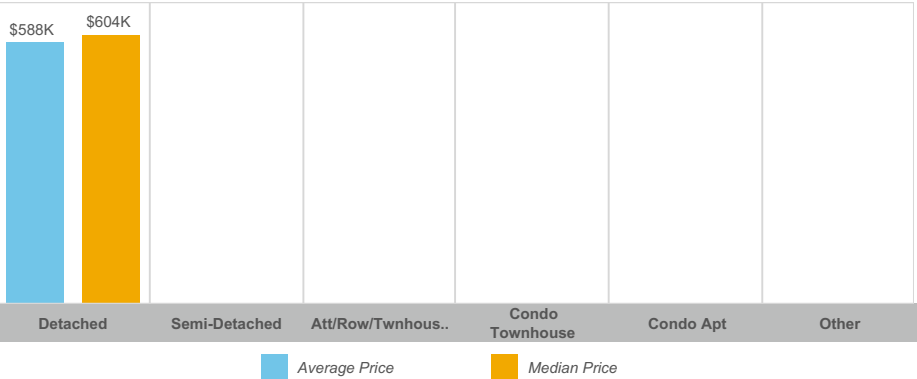 $588K
$604K
Detached
Semi-Detached
Att/Row/Twnhous..
Condo
Townhouse
Condo Apt
Other
Average Price
Median Price